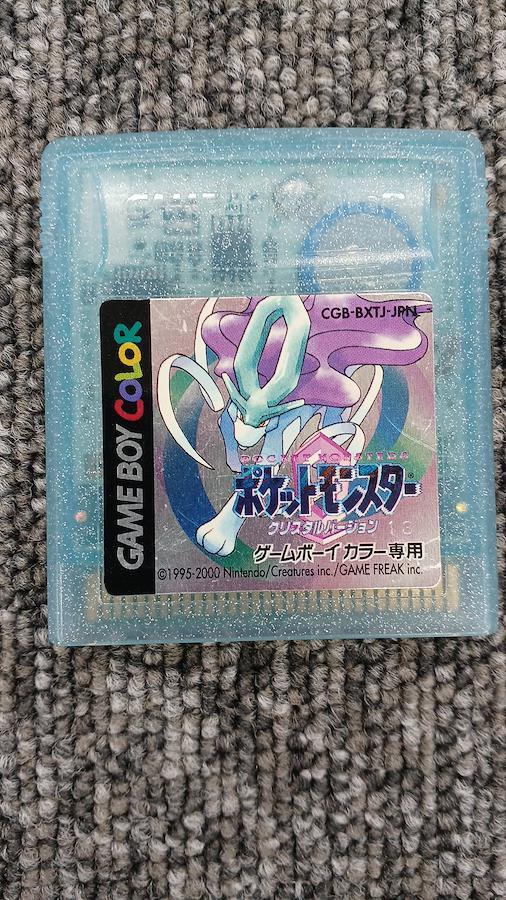 CGB-BXTJ-JPN
GAME BOY COLOR
POCKET MONSTERS
ポケットモンスター
クリスタルバージョン
13
ゲームボーイカラー専用
©1995-2000 Nintendo/Creatures inc./GAME FREAK inc.